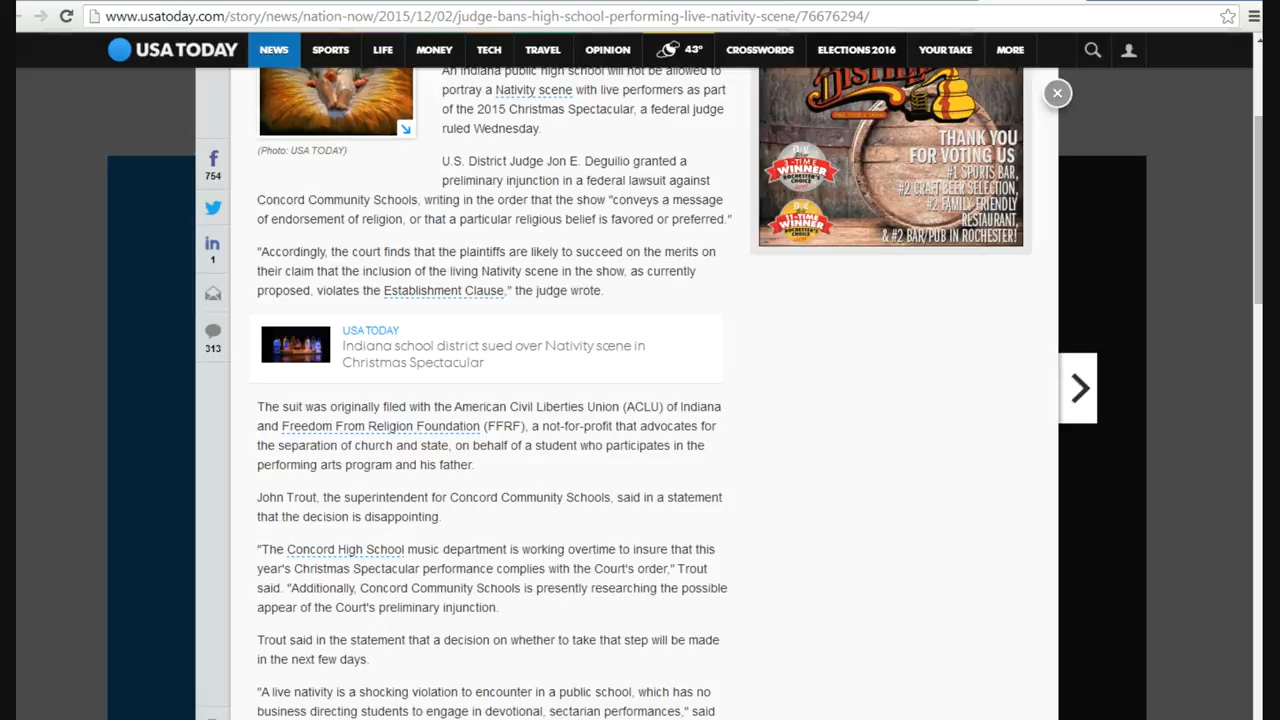 www.usatoday.com/story/news/nation-now/2015/12/02/judge-bans-high-school-performing-live-nativity-scene/76676294/
USA TODAY NEWS SPORTS LIFE MONEY TECH TRAVEL OPINION 43° CROSSWORDS ELECTIONS 2016 YOUR TAKE MORE
An Indiana public high school will not be allowed to
portray a Nativity scene with live performers as part
of the 2015 Christmas Spectacular, a federal judge
ruled Wednesday.
(Photo: USA TODAY)
U.S. District Judge Jon E. Deguilio granted a
preliminary injunction in a federal lawsuit against
Concord Community Schools, writing in the order that the show "conveys a message
of endorsement of religion, or that a particular religious belief is favored or preferred."
"Accordingly, the court finds that the plaintiffs are likely to succeed on the merits on
their claim that the inclusion of the living Nativity scene in the show, as currently
proposed, violates the Establishment Clause," the judge wrote.
USA TODAY
Indiana school district sued over Nativity scene in
Christmas Spectacular
The suit was originally filed with the American Civil Liberties Union (ACLU) of Indiana
and Freedom From Religion Foundation (FFRF), a not-for-profit that advocates for
the separation of church and state, on behalf of a student who participates in the
performing arts program and his father.
John Trout, the superintendent for Concord Community Schools, said in a statement
that the decision is disappointing.
"The Concord High School music department is working overtime to insure that this
year's Christmas Spectacular performance complies with the Court's order," Trout
said. "Additionally, Concord Community Schools is presently researching the possible
appear of the Court's preliminary injunction.
Trout said in the statement that a decision on whether to take that step will be made
in the next few days.
"A live nativity is a shocking violation to encounter in a public school, which has no
business directing students to engage in devotional, sectarian performances," said
754
1
313
THANK YOU
FOR VOTING US
#1 SPORTS BAR,
#2 CRAFT BEER SELECTION,
#2 FAMILY FRIENDLY
RESTAURANT,
& #2 BAR/PUB IN ROCHESTER!
3-TIME
WINNER
ROCHESTER'S
CHOICE
11-TIME
WINNER
ROCHESTER'S
CHOICE